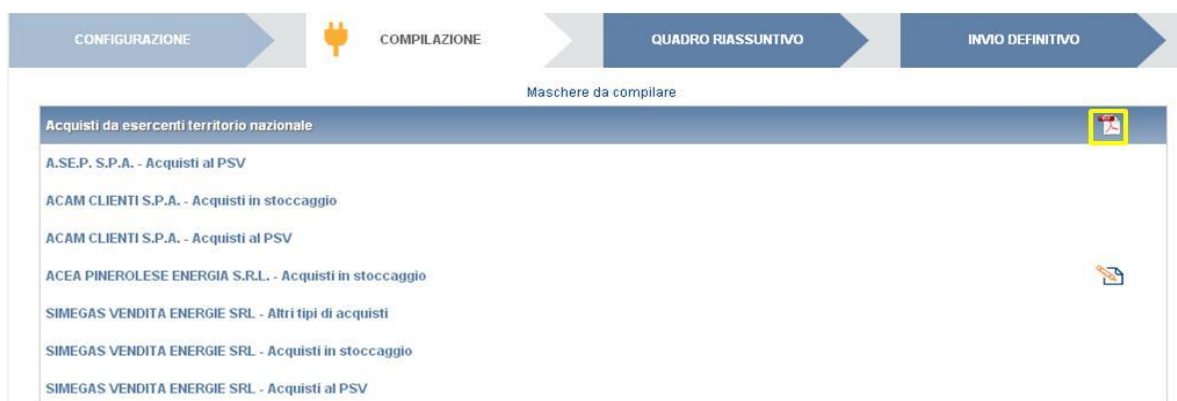 CONFIGURAZIONE
COMPILAZIONE
QUADRO RIASSUNTIVO
INVIO DEFINITIVO
Maschere da compilare
Acquisti da esercenti territorio nazionale
A.SE.P. S.P.A. - Acquisti al PSV
ACAM CLIENTI S.P.A. - Acquisti in stoccaggio
ACAM CLIENTI S.P.A. - Acquisti al PSV
ACEA PINEROLESE ENERGIA S.R.L. - Acquisti in stoccaggio
SIMEGAS VENDITA ENERGIE SRL - Altri tipi di acquisti
SIMEGAS VENDITA ENERGIE SRL - Acquisti in stoccaggio
SIMEGAS VENDITA ENERGIE SRL - Acquisti al PSV